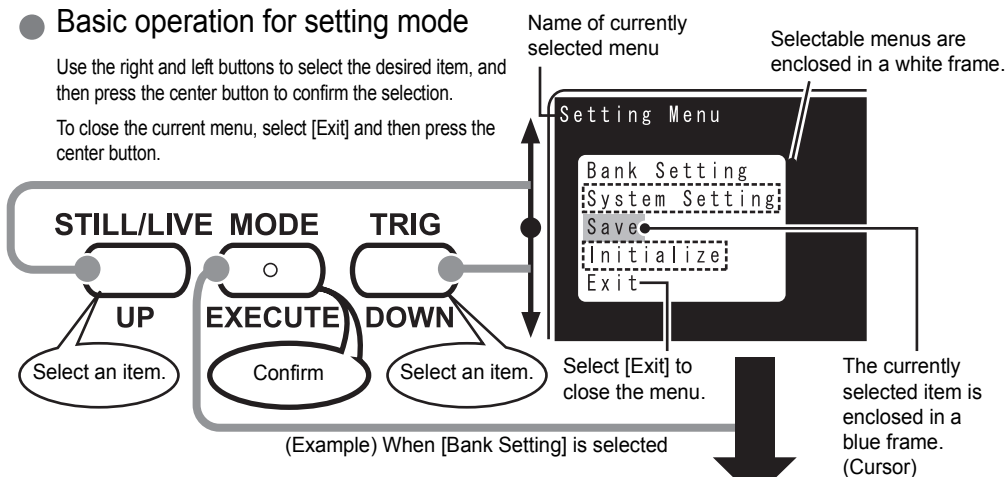 Basic operation for setting mode
Use the right and left buttons to select the desired item, and
then press the center button to confirm the selection.
To close the current menu, select [Exit] and then press the
center button.
Name of currently
selected menu
Selectable menus are
enclosed in a white frame.
Setting Menu
Bank Setting
System Setting
Save
Initialize
Exit
STILL/LIVE MODE TRIG
UP EXECUTE DOWN
Select an item.
Confirm
Select an item.
Select [Exit] to
close the menu.
The currently
selected item is
enclosed in a
blue frame.
(Cursor)
(Example) When [Bank Setting] is selected